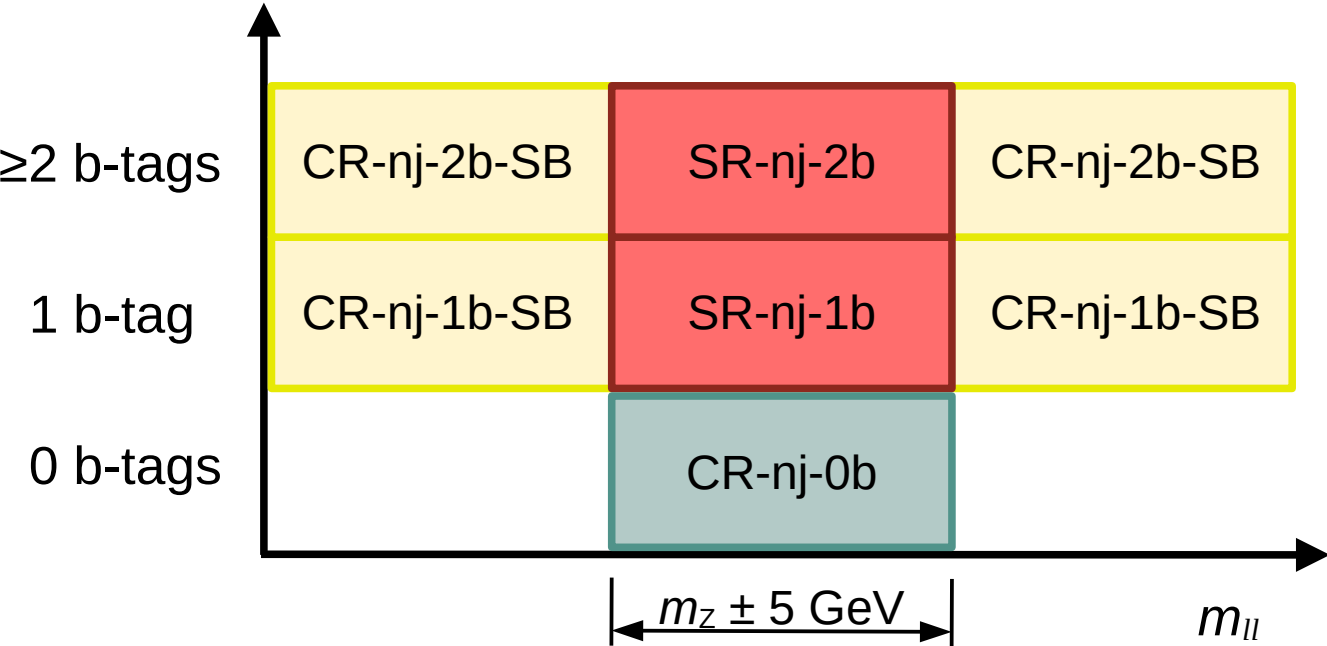 ≥2 b-tags CR-nj-2b-SB SR-nj-2b CR-nj-2b-SB
1 b-tag CR-nj-1b-SB SR-nj-1b CR-nj-1b-SB
0 b-tags CR-nj-0b
mZ ± 5 GeV
mll